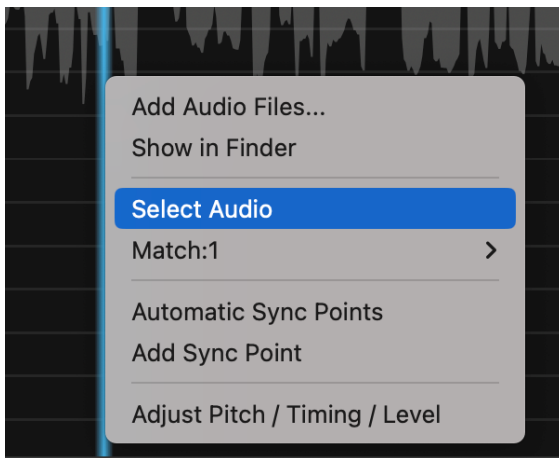 Add Audio Files...
Show in Finder
Select Audio
Match:1
Automatic Sync Points
Add Sync Point
Adjust Pitch / Timing / Level